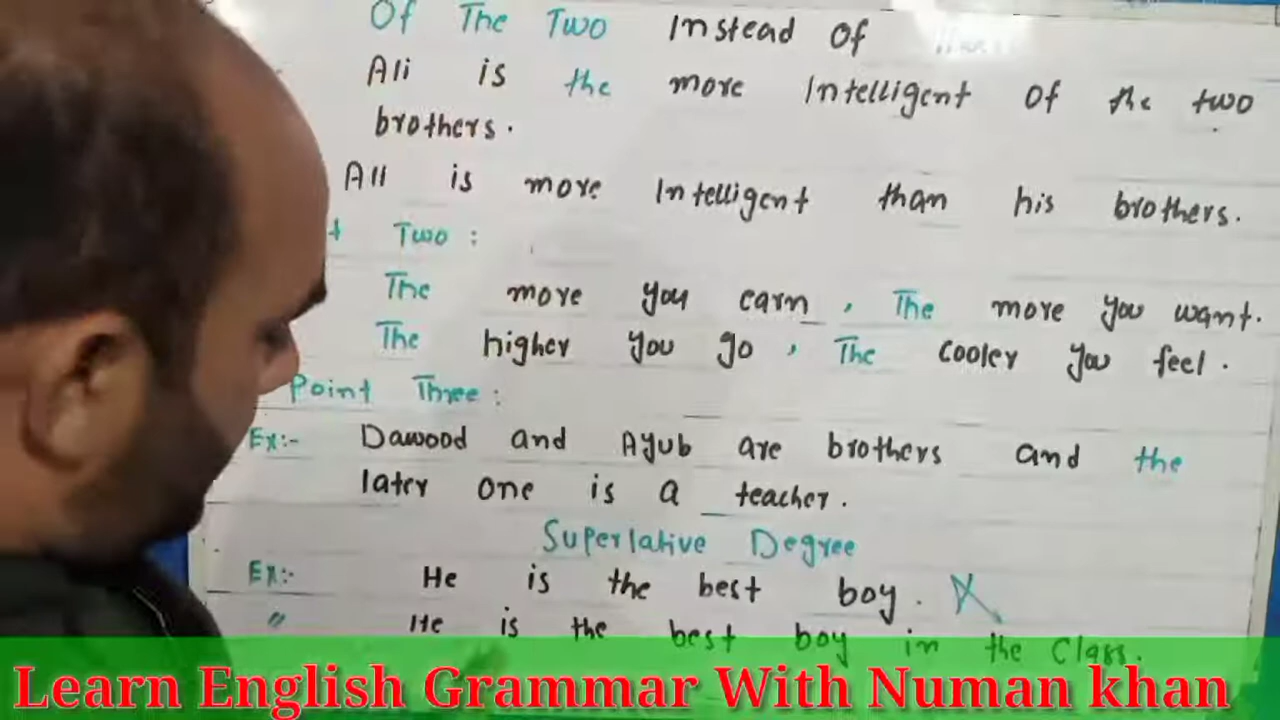 Of The Two Instead Of
Ali is the more Intelligent Of the two
brothers.
Ali is more Intelligent than his brothers.
t Two :
The more you earn , The more you want.
The higher you go , The cooler you feel .
Point Three :
Ex:- Dawood and Ayub are brothers and the
later one is a teacher .
Superlative Degree
Ex:- He is the best boy . X
" He is the best boy in the Class.
Learn English Grammar With Numan khan